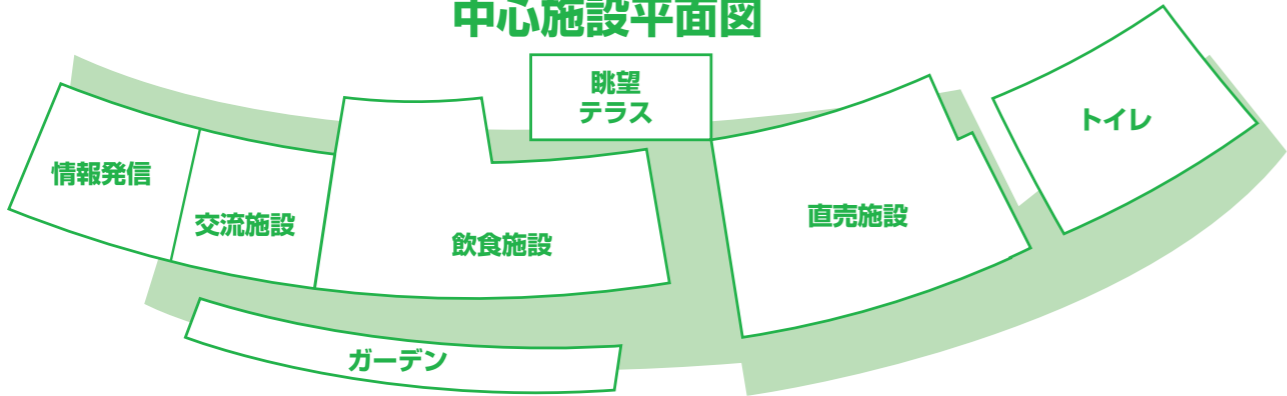 中心施設平面図
眺望
テラス
トイレ
情報発信
交流施設
飲食施設
直売施設
ガーデン